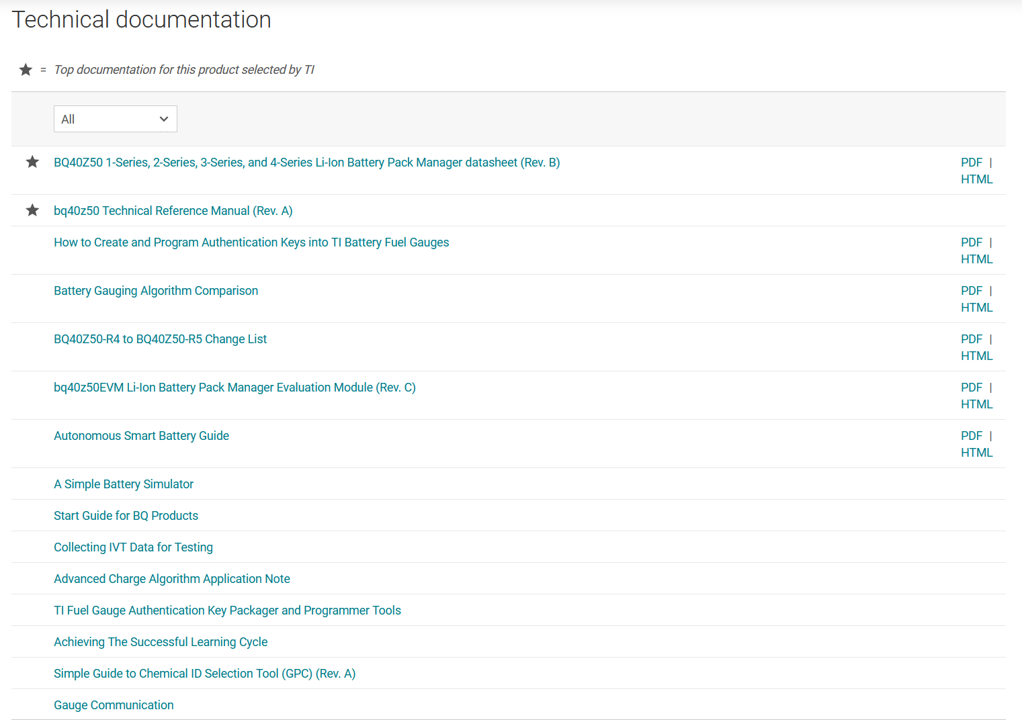 Technical documentation
★ = Top documentation for this product selected by TI
All
★ BQ40Z50 1-Series, 2-Series, 3-Series, and 4-Series Li-Ion Battery Pack Manager datasheet (Rev. B) PDF |
HTML
★ bq40z50 Technical Reference Manual (Rev. A)
How to Create and Program Authentication Keys into TI Battery Fuel Gauges PDF |
HTML
Battery Gauging Algorithm Comparison PDF |
HTML
BQ40Z50-R4 to BQ40Z50-R5 Change List PDF |
HTML
bq40z50EVM Li-Ion Battery Pack Manager Evaluation Module (Rev. C) PDF |
HTML
Autonomous Smart Battery Guide PDF |
HTML
A Simple Battery Simulator
Start Guide for BQ Products
Collecting IVT Data for Testing
Advanced Charge Algorithm Application Note
TI Fuel Gauge Authentication Key Packager and Programmer Tools
Achieving The Successful Learning Cycle
Simple Guide to Chemical ID Selection Tool (GPC) (Rev. A)
Gauge Communication